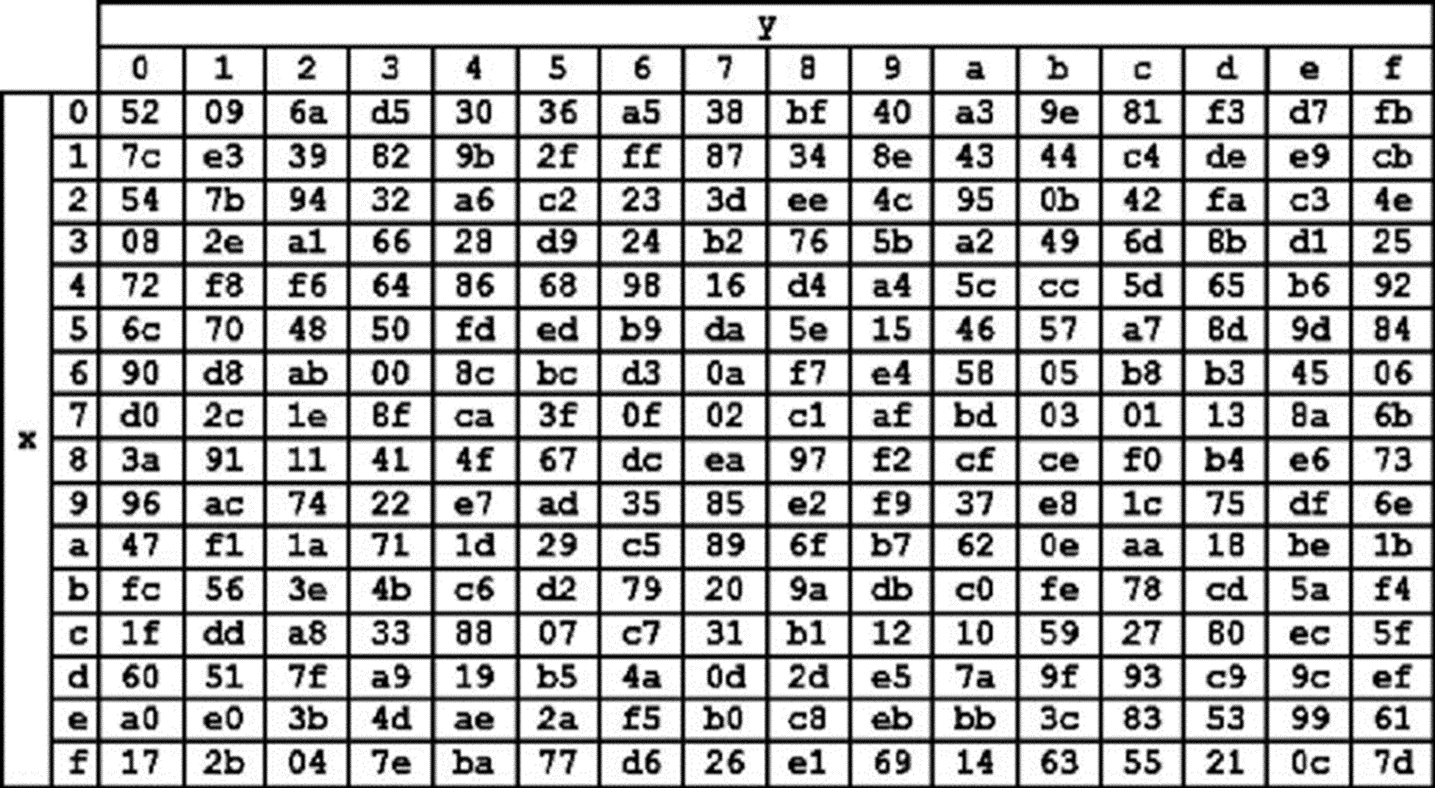 y
0 1 2 3 4 5 6 7 8 9 a b c d e f
0 52 09 6a d5 30 36 a5 38 bf 40 a3 9e 81 f3 d7 fb
1 7c e3 39 82 9b 2f ff 87 34 8e 43 44 c4 de e9 cb
2 54 7b 94 32 a6 c2 23 3d ee 4c 95 0b 42 fa c3 4e
3 08 2e a1 66 28 d9 24 b2 76 5b a2 49 6d 8b d1 25
4 72 f8 f6 64 86 68 98 16 d4 a4 5c cc 5d 65 b6 92
5 6c 70 48 50 fd ed b9 da 5e 15 46 57 a7 8d 9d 84
6 90 d8 ab 00 8c bc d3 0a f7 e4 58 05 b8 b3 45 06
7 d0 2c 1e 8f ca 3f 0f 02 c1 af bd 03 01 13 8a 6b
x
8 3a 91 11 41 4f 67 dc ea 97 f2 cf ce f0 b4 e6 73
9 96 ac 74 22 e7 ad 35 85 e2 f9 37 e8 1c 75 df 6e
a 47 f1 1a 71 1d 29 c5 89 6f b7 62 0e aa 18 be 1b
b fc 56 3e 4b c6 d2 79 20 9a db c0 fe 78 cd 5a f4
c 1f dd a8 33 88 07 c7 31 b1 12 10 59 27 80 ec 5f
d 60 51 7f a9 19 b5 4a 0d 2d e5 7a 9f 93 c9 9c ef
e a0 e0 3b 4d ae 2a f5 b0 c8 eb bb 3c 83 53 99 61
f 17 2b 04 7e ba 77 d6 26 e1 69 14 63 55 21 0c 7d